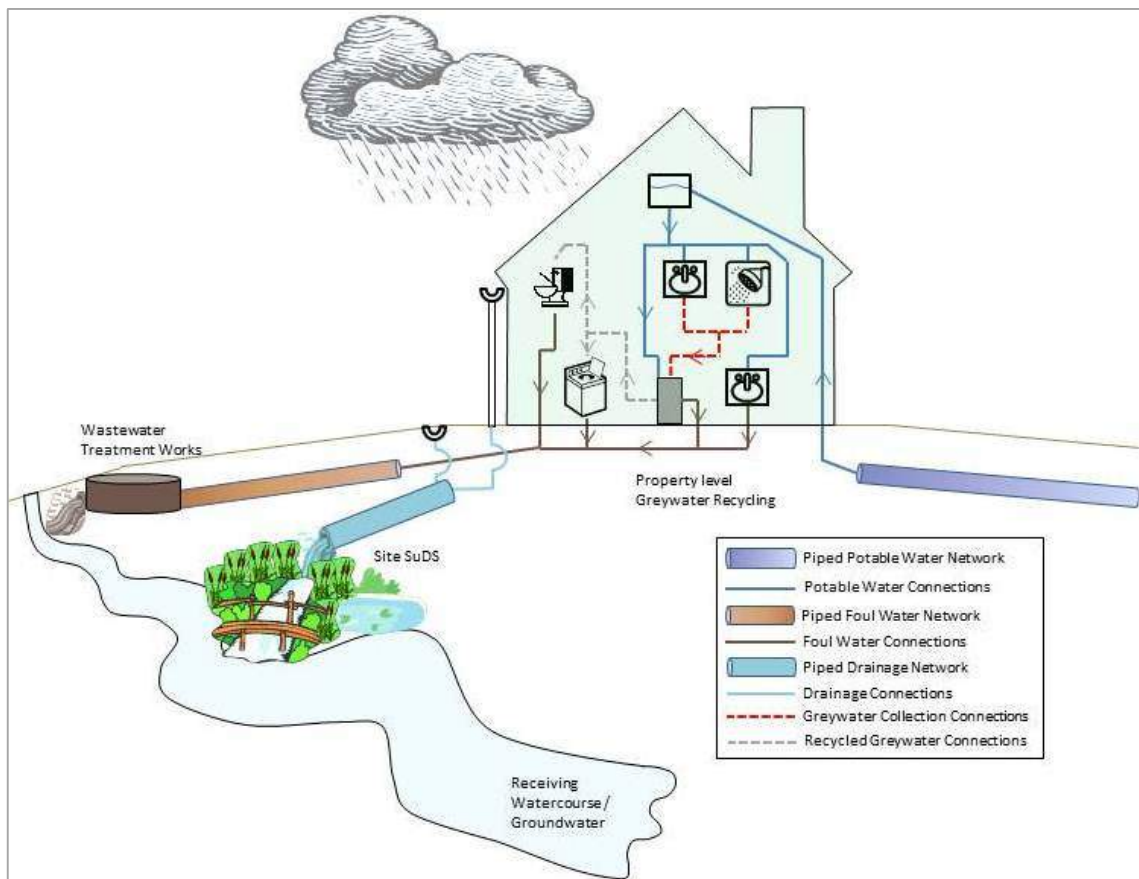 Wastewater
Treatment Works
Property level
Greywater Recycling
Site SuDS
Piped Potable Water Network
Potable Water Connections
Piped Foul Water Network
Foul Water Connections
Piped Drainage Network
Drainage Connections
Greywater Collection Connections
Recycled Greywater Connections
Receiving
Watercourse/
Groundwater